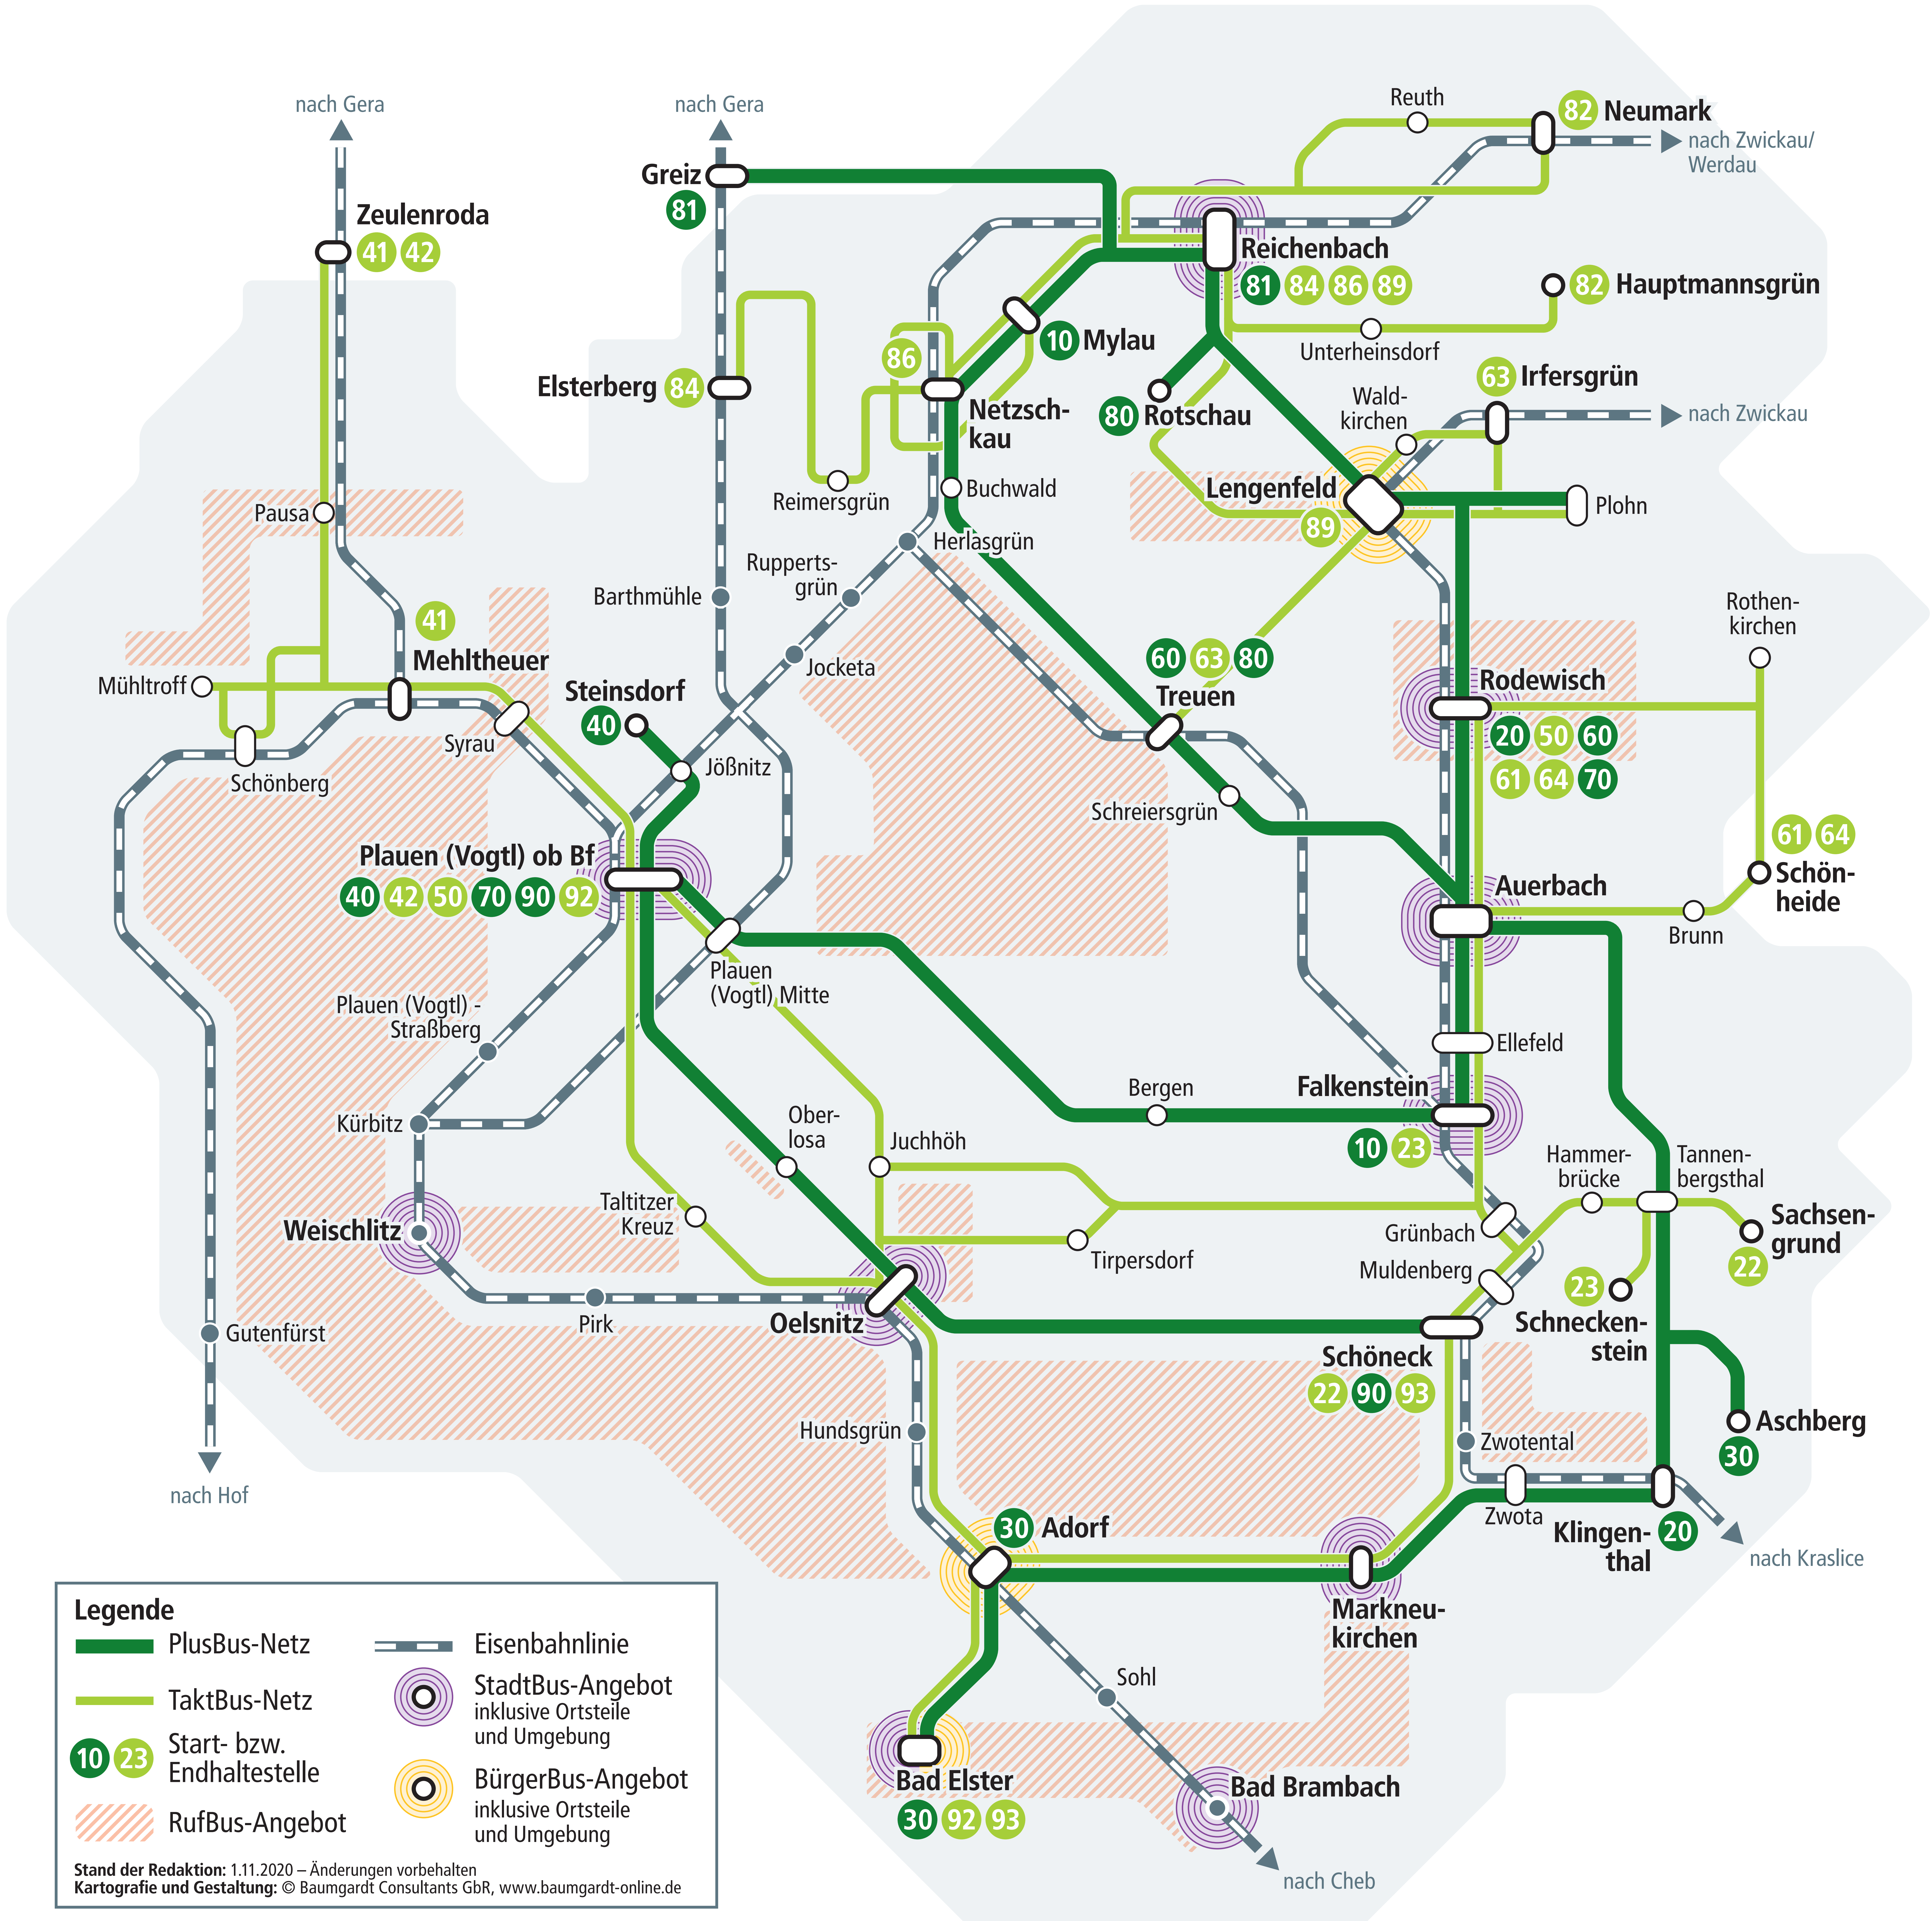 nach Gera
nach Gera
Reuth
82 Neumark
nach Zwickau/
Werdau
Greiz
81
Zeulenroda
41 42
Reichenbach
81 84 86 89
82 Hauptmannsgrün
Unterheinsdorf
10 Mylau
86
Elsterberg 84
Netzsch-
kau
80 Rotschau
Wald-
kirchen
63 Irfersgrün
nach Zwickau
Reimersgrün
Buchwald
Lengenfeld
89
Plohn
Pausa
Herlasgrün
Rupperts-
grün
Barthmühle
Rothen-
kirchen
41
Mehltheuer
Jocketa
60 63 80
Treuen
Rodewisch
20 50 60
61 64 70
Mühltroff
Steinsdorf
40
Syrau
Jößnitz
Schönberg
Schreiersgrün
61 64
Schön-
heide
Plauen (Vogtl) ob Bf
40 42 50 70 90 92
Auerbach
Brunn
Plauen
(Vogtl) Mitte
Plauen (Vogtl) -
Straßberg
Ellefeld
Bergen
Falkenstein
10 23
Kürbitz
Ober-
losa
Juchhöh
Hammer-
brücke
Tannen-
bergsthal
Taltitzer
Kreuz
Weischlitz
Tirpersdorf
Grünbach
Sachsen-
grund
22
Muldenberg
23
Schnecken-
stein
Pirk
Oelsnitz
Gutenfürst
Schöneck
22 90 93
Hundsgrün
Zwotental
Aschberg
30
nach Hof
Zwota
Klingen-
thal
20
nach Kraslice
30 Adorf
Markneu-
kirchen
Sohl
Bad Elster
30 92 93
Bad Brambach
nach Cheb
Legende
PlusBus-Netz
TaktBus-Netz
10 23 Start- bzw.
Endhaltestelle
RufBus-Angebot
Eisenbahnlinie
StadtBus-Angebot
inklusive Ortsteile
und Umgebung
BürgerBus-Angebot
inklusive Ortsteile
und Umgebung
Stand der Redaktion: 1.11.2020 – Änderungen vorbehalten
Kartografie und Gestaltung: © Baumgardt Consultants GbR, www.baumgardt-online.de